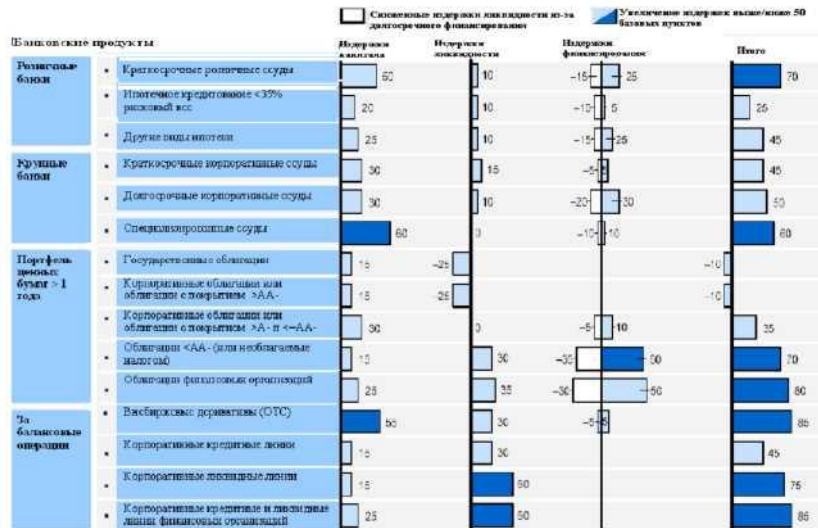 Сниженные издержки ликвидности из-за
долгосрочного финансирования
Увеличение издержек выше/ниже 50
базовых пунктов
Банковские продукты
Издержки
капитала
Издержки
ликвидности
Издержки
финансирования
Итого
Розничные
банки
Краткосрочные розничные ссуды
60
10
-15
25
70
Ипотечное кредитование <35%
рисковый вес
20
10
-10
5
25
Другие виды ипотеки
25
10
-15
25
45
Крупные
банки
Краткосрочные корпоративные ссуды
30
15
-5
5
45
Долгосрочные корпоративные ссуды
30
10
-20
30
50
Специализированные ссуды
60
0
-10
10
60
Портфель
ценных
бумаг > 1
года
Государственные облигации
15
-25
-10
Корпоративные облигации или
облигации с покрытием >AA-
15
-25
-10
Корпоративные облигации или
облигации с покрытием >A- и <=AA-
30
0
-5
10
35
Облигации <AA- (или необлагаемые
налогом)
15
30
70
Облигации финансовых организаций
25
35
-30
50
За
балансовые
операции
Внебиржовые деривативы (OTC)
55
30
-5
5
85
Корпоративные кредитные линии
15
30
45
Корпоративные ликвидные линии
15
75
Корпоративные кредитные и ликвидные
линии финансовых организаций
25
85